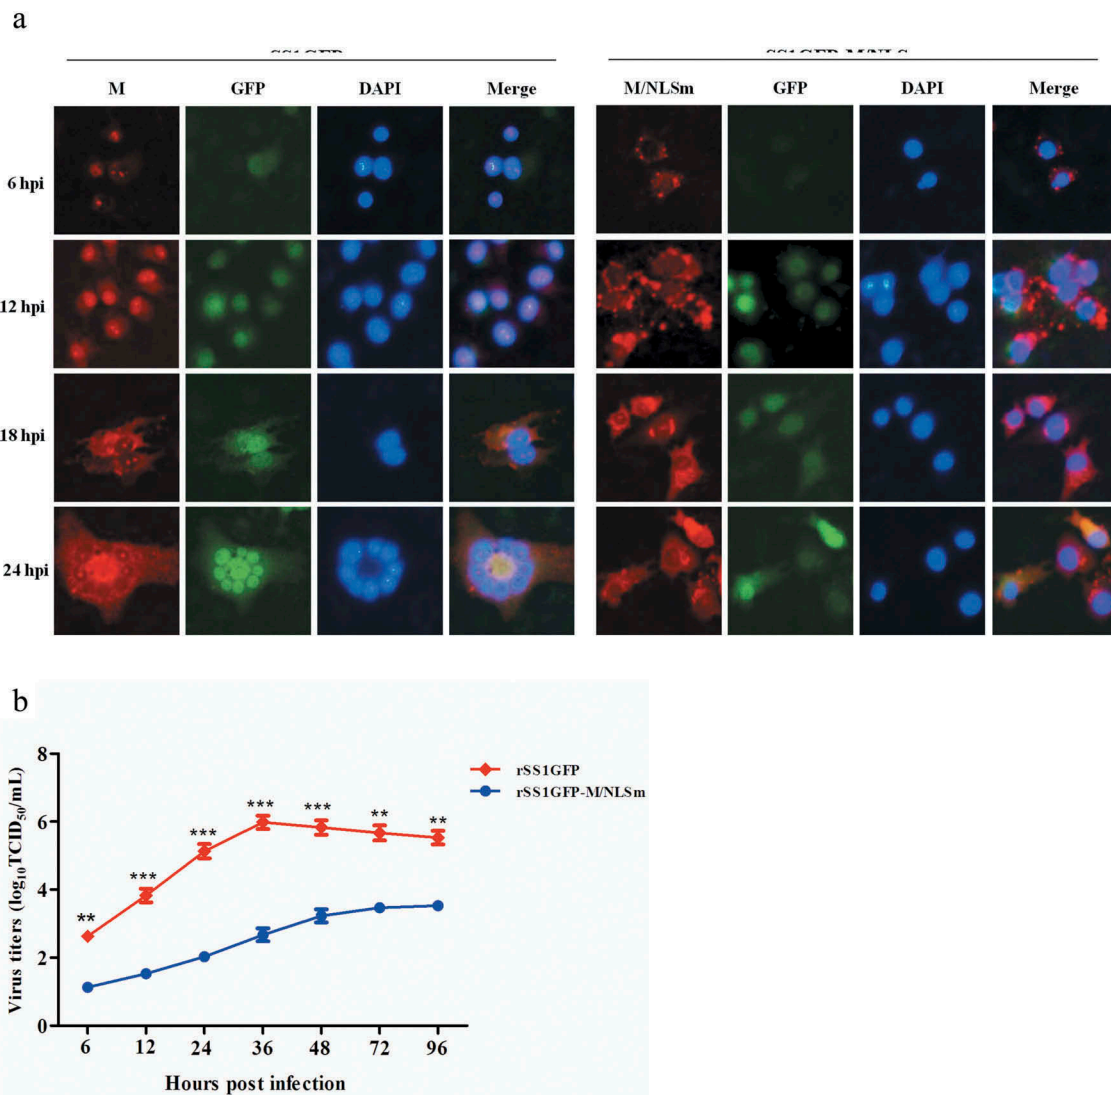 a
M GFP DAPI Merge M/NLSm GFP DAPI Merge
6 hpi
12 hpi
18 hpi
24 hpi
b
8
6
4
2
0
Virus titers (log10TCID50/mL)
** *** *** *** *** ** **
rSS1GFP
rSS1GFP-M/NLSm
6 12 24 36 48 72 96
Hours post infection